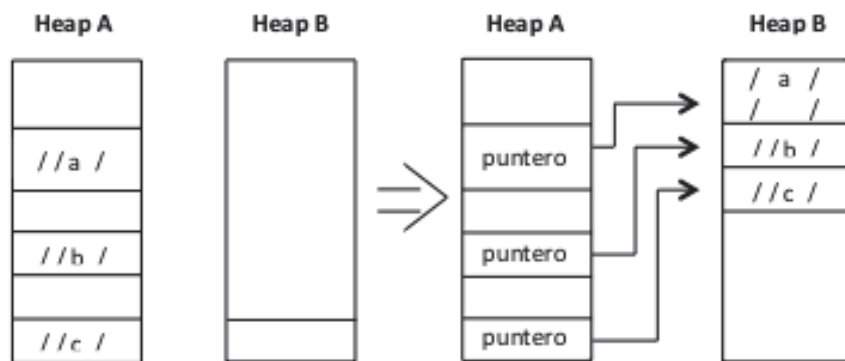 Heap A
Heap B
Heap A
Heap B
/ / a /
/ / b /
/ / c /
puntero
puntero
puntero
/ a /
/ /
/ / b /
/ / c /